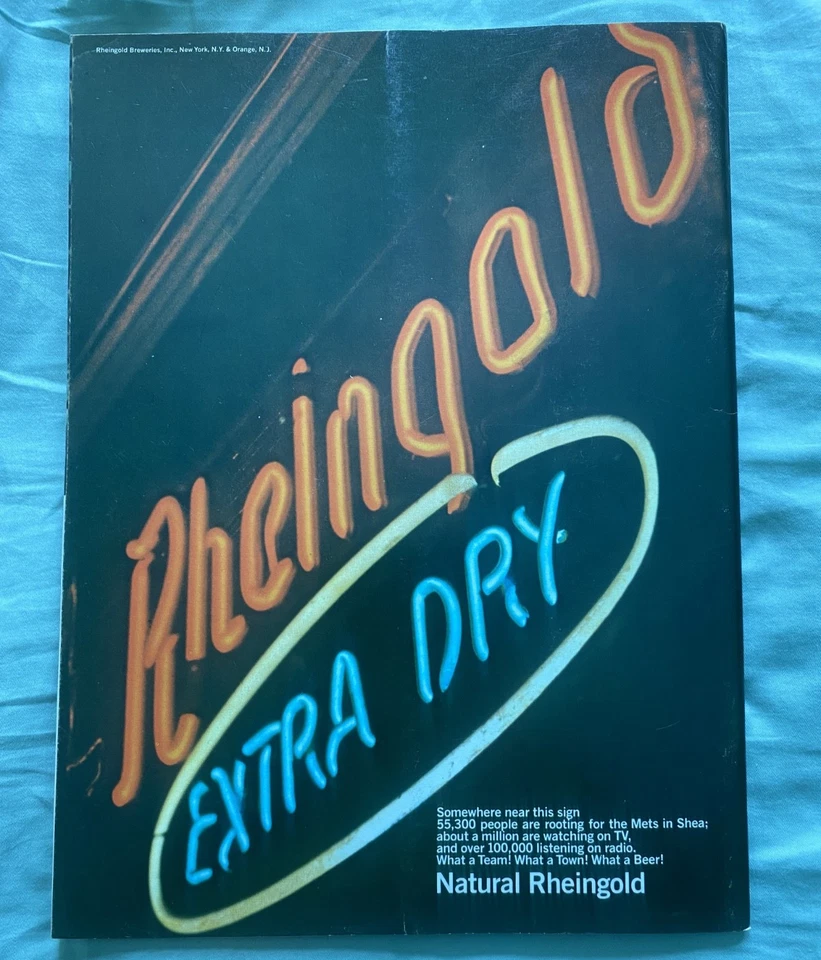 Rheingold Breweries, Inc., New York, N.Y. & Orange, N.J.
Rheingold
EXTRA DRY
Somewhere near this sign
55,300 people are rooting for the Mets in Shea;
about a million are watching on TV,
and over 100,000 listening on radio.
What a Team! What a Town! What a Beer!
Natural Rheingold